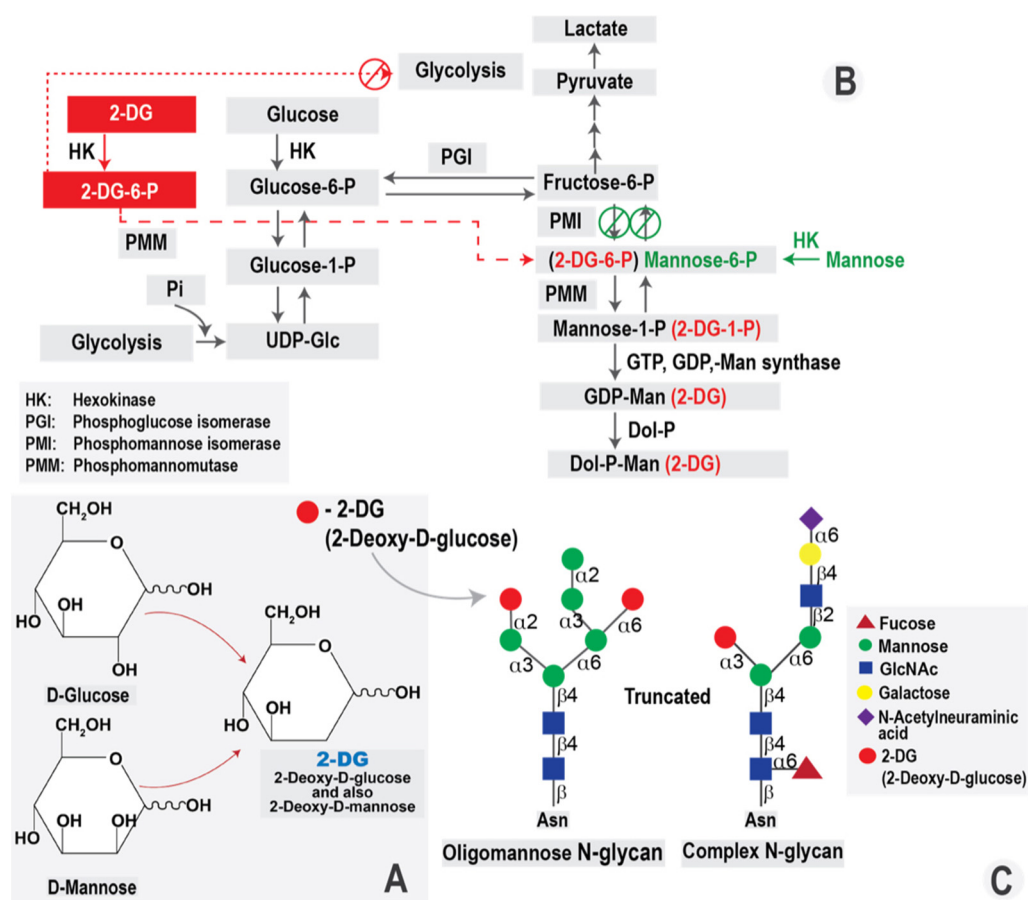 Lactate
Pyruvate
Glycolysis
B
2-DG
Glucose
HK
HK
PGI
2-DG-6-P
Glucose-6-P
Fructose-6-P
PMI
PMM
HK
Glucose-1-P
(2-DG-6-P) Mannose-6-P
Mannose
Pi
PMM
Mannose-1-P (2-DG-1-P)
Glycolysis
UDP-Glc
GTP, GDP,-Man synthase
GDP-Man (2-DG)
Dol-P
Dol-P-Man (2-DG)
HK: Hexokinase
PGI: Phosphoglucose isomerase
PMI: Phosphomannose isomerase
PMM: Phosphomannomutase
CH2OH
O
OH
OH
HO
OH
D-Glucose
CH2OH
O
OH
OH
OH
HO
D-Mannose
CH2OH
O
OH
OH
HO
2-DG
2-Deoxy-D-glucose
and also
2-Deoxy-D-mannose
A
- 2-DG
(2-Deoxy-D-glucose)
α2
α2
α3
α6
α3
α6
β4
β4
β
Asn
Oligomannose N-glycan
Truncated
α6
β4
β2
α3
α6
β4
β4
α6
β
Asn
Complex N-glycan
Fucose
Mannose
GlcNAc
Galactose
N-Acetylneuraminic
acid
2-DG
(2-Deoxy-D-glucose)
C